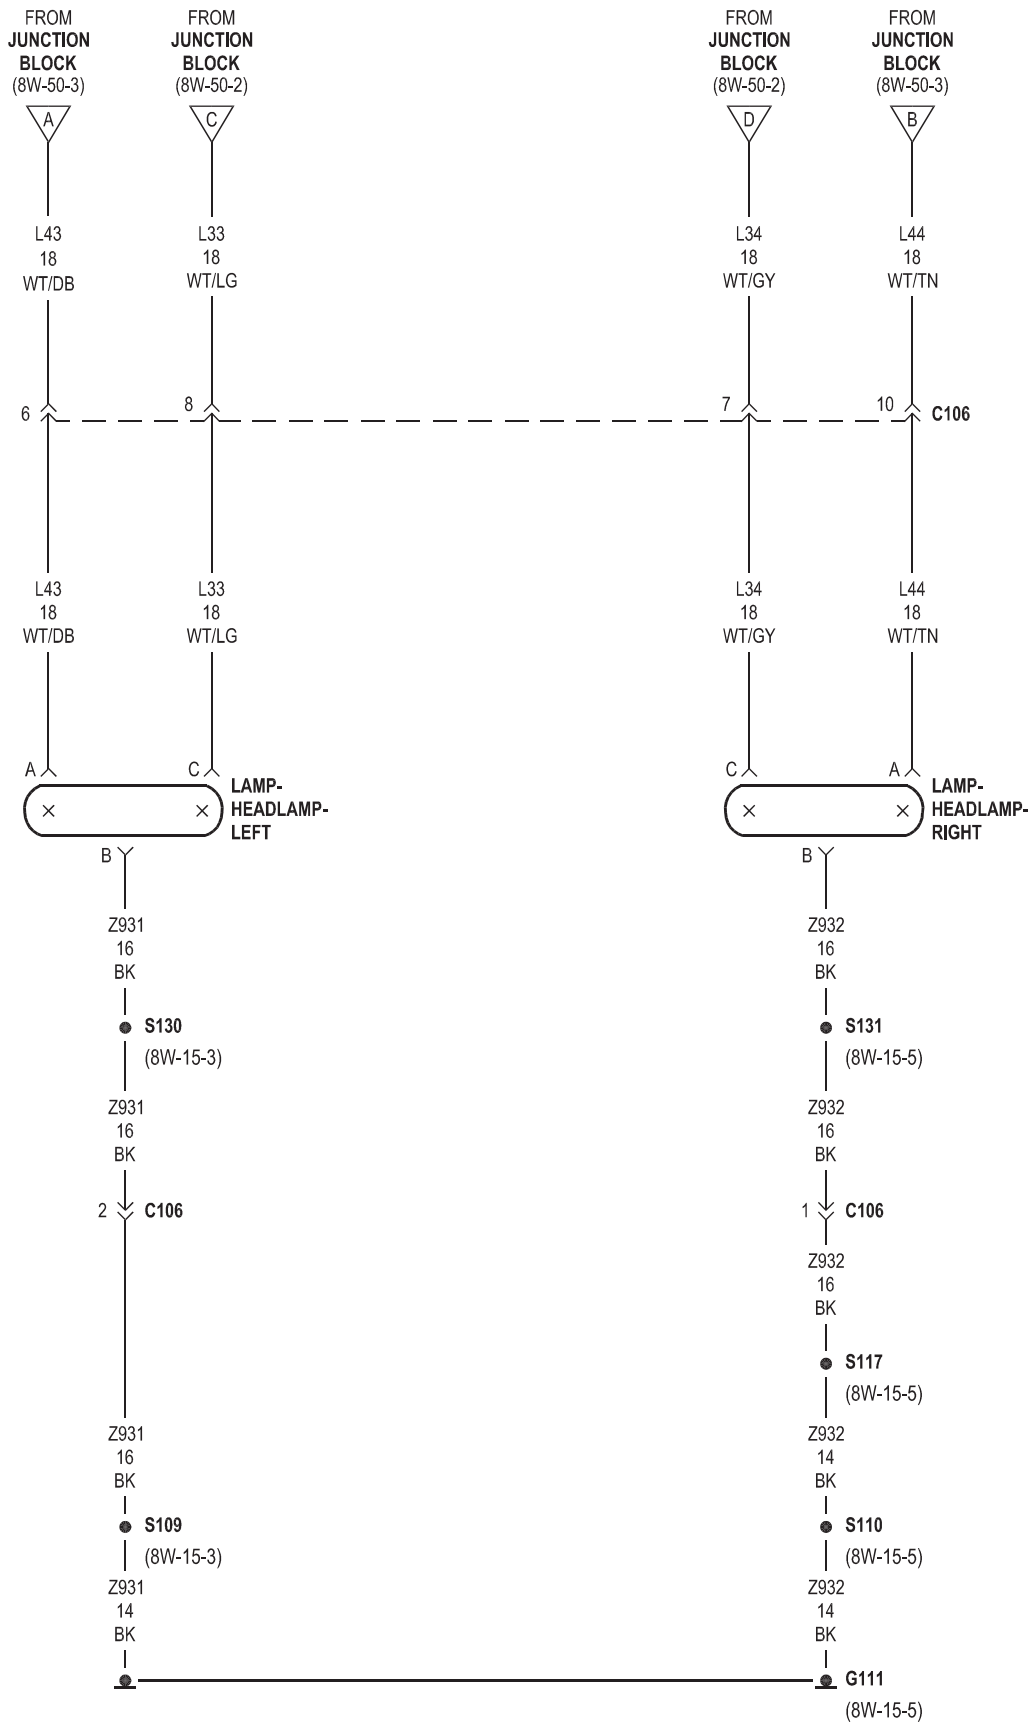 FROM
JUNCTION
BLOCK
(8W-50-3)
A
FROM
JUNCTION
BLOCK
(8W-50-2)
C
FROM
JUNCTION
BLOCK
(8W-50-2)
D
FROM
JUNCTION
BLOCK
(8W-50-3)
B
L43
18
WT/DB
L33
18
WT/LG
L34
18
WT/GY
L44
18
WT/TN
6
8
7
10
C106
L43
18
WT/DB
L33
18
WT/LG
L34
18
WT/GY
L44
18
WT/TN
A
C
LAMP-
HEADLAMP-
LEFT
C
A
LAMP-
HEADLAMP-
RIGHT
B
B
Z931
16
BK
Z932
16
BK
S130
(8W-15-3)
S131
(8W-15-5)
Z931
16
BK
Z932
16
BK
2
C106
1
C106
Z932
16
BK
S117
(8W-15-5)
Z931
16
BK
Z932
14
BK
S109
(8W-15-3)
S110
(8W-15-5)
Z931
14
BK
Z932
14
BK
G111
(8W-15-5)